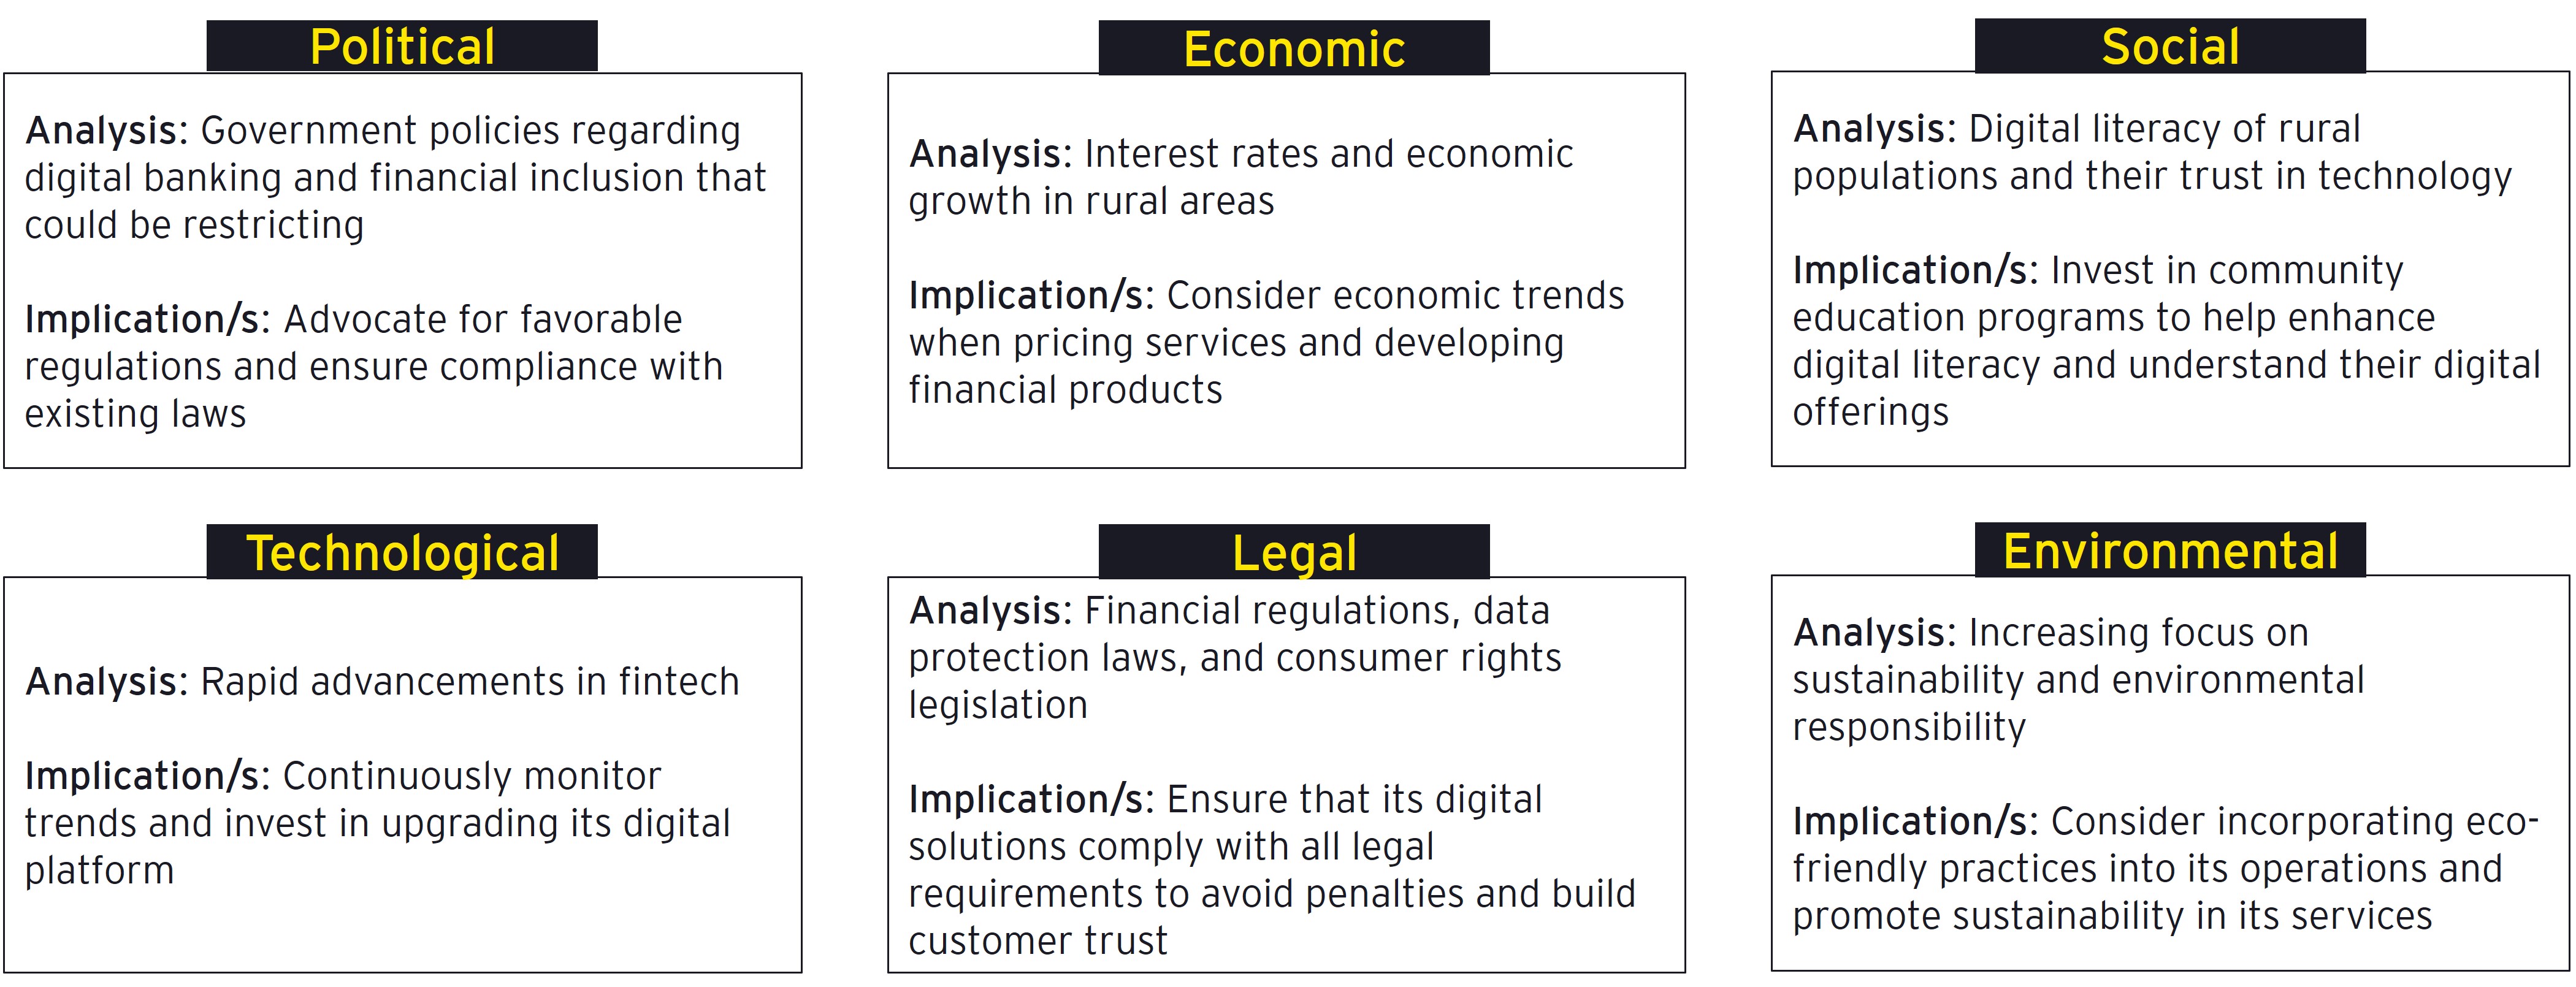 Political
Analysis: Government policies regarding
digital banking and financial inclusion that
could be restricting
Implication/s: Advocate for favorable
regulations and ensure compliance with
existing laws
Economic
Analysis: Interest rates and economic
growth in rural areas
Implication/s: Consider economic trends
when pricing services and developing
financial products
Social
Analysis: Digital literacy of rural
populations and their trust in technology
Implication/s: Invest in community
education programs to help enhance
digital literacy and understand their digital
offerings
Technological
Analysis: Rapid advancements in fintech
Implication/s: Continuously monitor
trends and invest in upgrading its digital
platform
Legal
Analysis: Financial regulations, data
protection laws, and consumer rights
legislation
Implication/s: Ensure that its digital
solutions comply with all legal
requirements to avoid penalties and build
customer trust
Environmental
Analysis: Increasing focus on
sustainability and environmental
responsibility
Implication/s: Consider incorporating eco-
friendly practices into its operations and
promote sustainability in its services